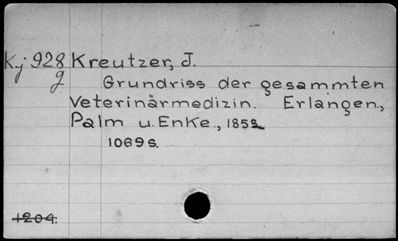 Kj 928 Kreutzer, J.
g Grundriss der gesammten
Veterinärmedizin. Erlangen,
Palm u. Enke., 1853
1069 s.
1204.